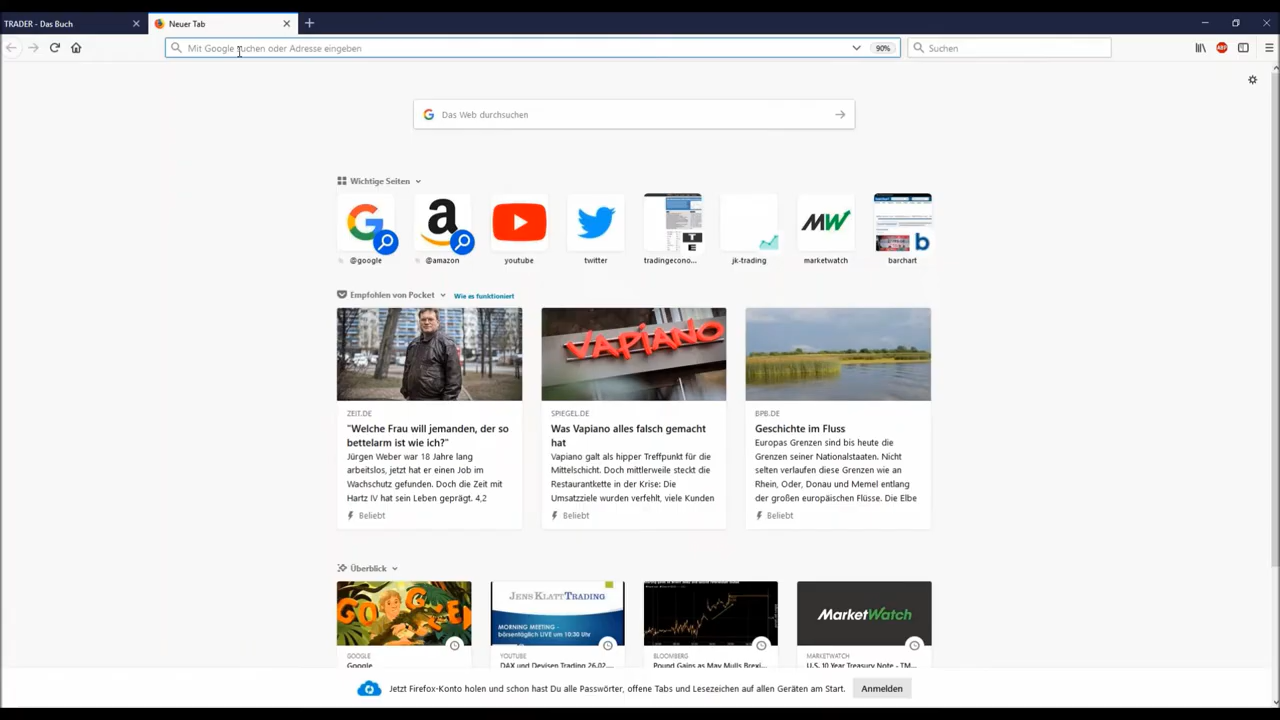 TRADER - Das Buch
Neuer Tab
Mit Google suchen oder Adresse eingeben
90%
Suchen
ABP
Das Web durchsuchen
Wichtige Seiten
@google
@amazon
youtube
twitter
tradingecono...
jk-trading
marketwatch
barchart
Empfohlen von Pocket
Wie es funktioniert
VAPIANO
ZEIT.DE
"Welche Frau will jemanden, der so
bettelarm ist wie ich?"
Jürgen Weber war 18 Jahre lang
arbeitslos, jetzt hat er einen Job im
Wachschutz gefunden. Doch die Zeit mit
Hartz IV hat sein Leben geprägt. 4,2
Beliebt
SPIEGEL.DE
Was Vapiano alles falsch gemacht
hat
Vapiano galt als hipper Treffpunkt für die
Mittelschicht. Doch mittlerweile steckt die
Restaurantkette in der Krise: Die
Umsatzziele wurden verfehlt, viele Kunden
Beliebt
BPB.DE
Geschichte im Fluss
Europas Grenzen sind bis heute die
Grenzen seiner Nationalstaaten. Nicht
selten verlaufen diese Grenzen wie an
Rhein, Oder, Donau und Memel entlang
der großen europäischen Flüsse. Die Elbe
Beliebt
Überblick
JENS KLATT TRADING
MORNING MEETING -
börsentäglich LIVE um 10:30 Uhr
MarketWatch
GOOGLE
Google
YOUTUBE
DAX und Devisen Trading 26.02....
BLOOMBERG
Pound Gains as May Mulls Brexi...
MARKETWATCH
U.S. 10 Year Treasury Note - TM...
Jetzt Firefox-Konto holen und schon hast Du alle Passwörter, offene Tabs und Lesezeichen auf allen Geräten am Start.
Anmelden